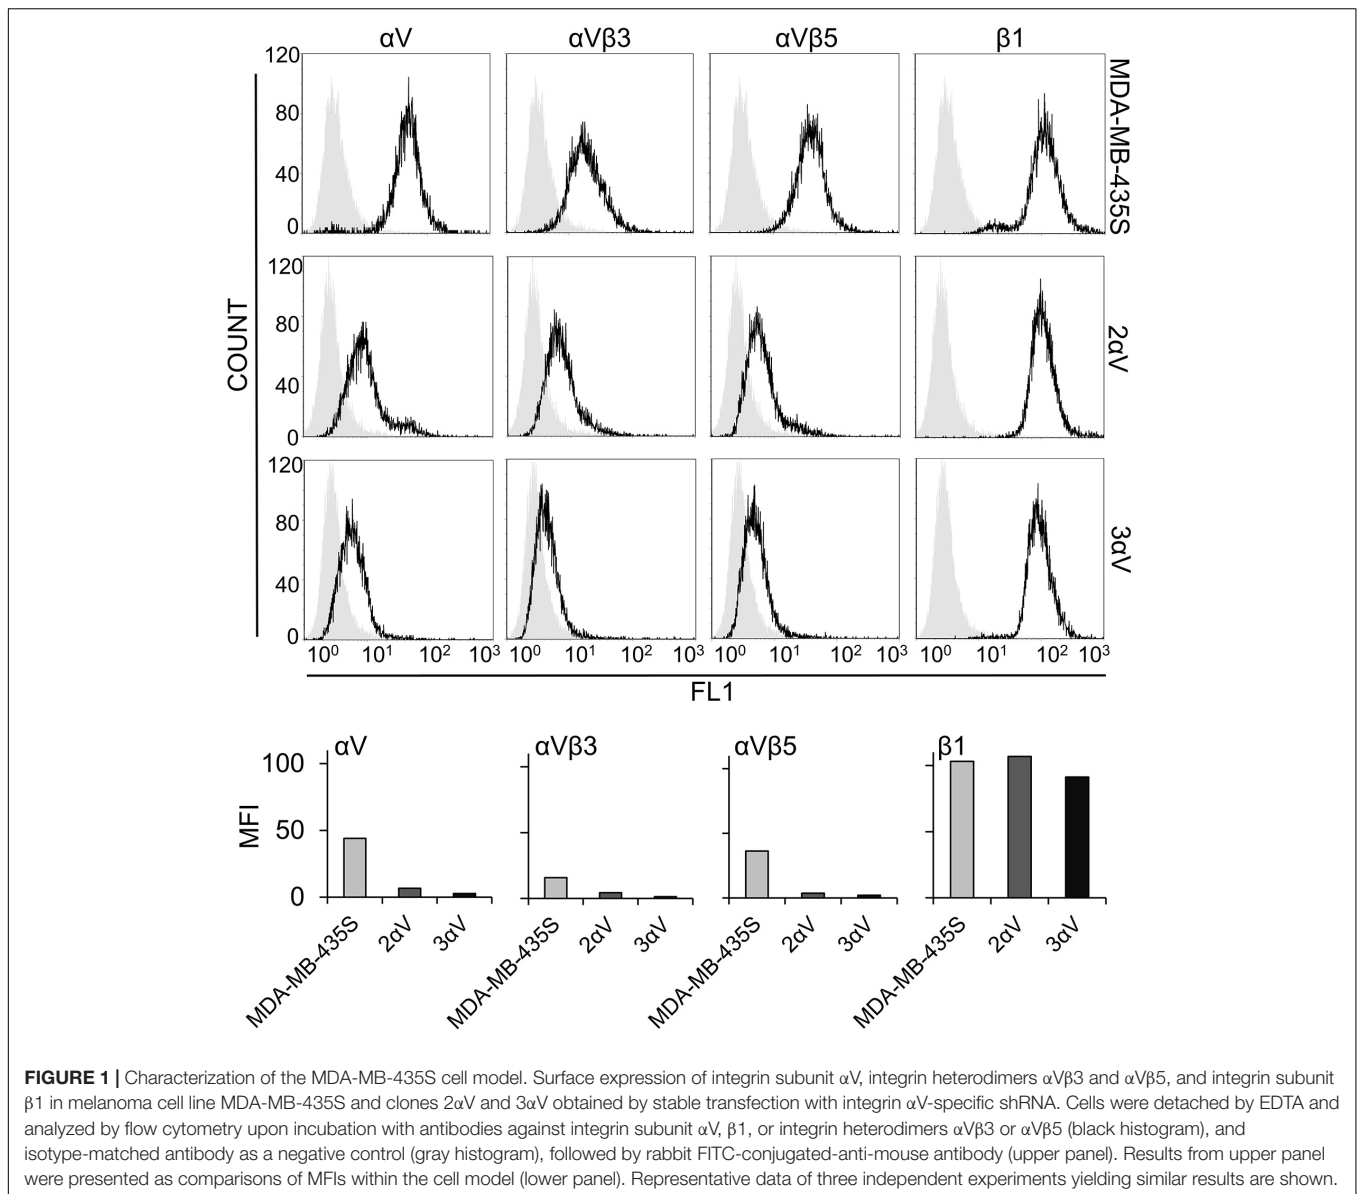 αV αVβ3 αVβ5 β1
120
80
40
0
MDA-MB-435S
120
80
40
0
2αV
COUNT
120
80
40
0
3αV
10⁰ 10¹ 10² 10³ 10⁰ 10¹ 10² 10³ 10⁰ 10¹ 10² 10³ 10⁰ 10¹ 10² 10³
FL1
αV αVβ3 αVβ5 β1
100
50
0
MFI
MDA-MB-435S 2αV 3αV MDA-MB-435S 2αV 3αV MDA-MB-435S 2αV 3αV MDA-MB-435S 2αV 3αV
FIGURE 1 | Characterization of the MDA-MB-435S cell model. Surface expression of integrin subunit αV, integrin heterodimers αVβ3 and αVβ5, and integrin subunit
β1 in melanoma cell line MDA-MB-435S and clones 2αV and 3αV obtained by stable transfection with integrin αV-specific shRNA. Cells were detached by EDTA and
analyzed by flow cytometry upon incubation with antibodies against integrin subunit αV, β1, or integrin heterodimers αVβ3 or αVβ5 (black histogram), and
isotype-matched antibody as a negative control (gray histogram), followed by rabbit FITC-conjugated-anti-mouse antibody (upper panel). Results from upper panel
were presented as comparisons of MFIs within the cell model (lower panel). Representative data of three independent experiments yielding similar results are shown.